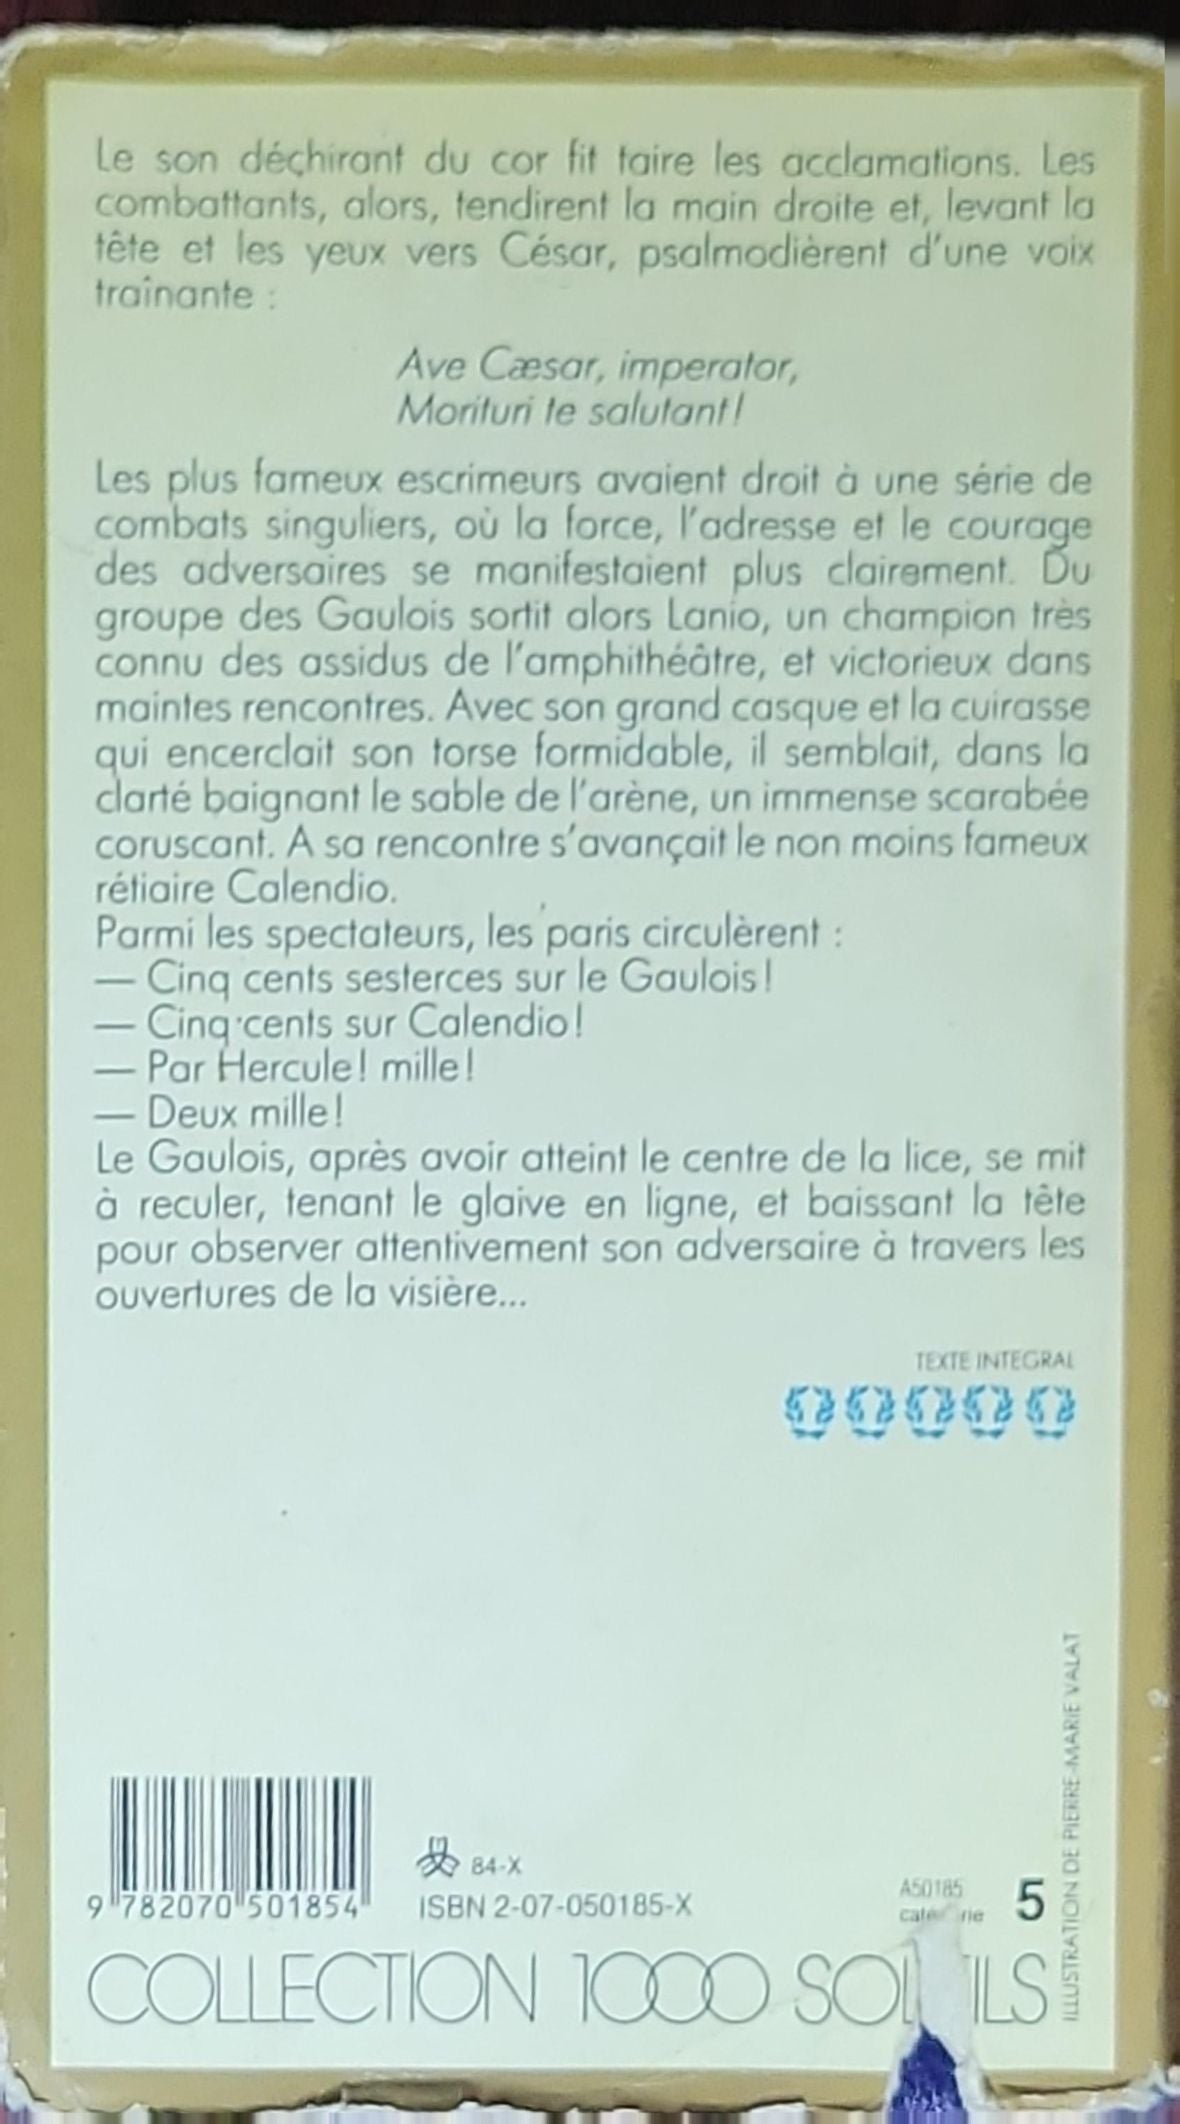 Le son déchirant du cor fit taire les acclamations. Les
combattants, alors, tendirent la main droite et, levant la
tête et les yeux vers César, psalmodièrent d'une voix
traînante :
Ave Cæsar, imperator,
Morituri te salutant!
Les plus fameux escrimeurs avaient droit à une série de
combats singuliers, où la force, l'adresse et le courage
des adversaires se manifestaient plus clairement. Du
groupe des Gaulois sortit alors Lanio, un champion très
connu des assidus de l'amphithéâtre, et victorieux dans
maintes rencontres. Avec son grand casque et la cuirasse
qui encerclait son torse formidable, il semblait, dans la
clarté baignant le sable de l'arène, un immense scarabée
coruscant. A sa rencontre s'avançait le non moins fameux
rétiaire Calendio.
Parmi les spectateurs, les paris circulèrent :
— Cinq cents sesterces sur le Gaulois!
— Cinq cents sur Calendio!
— Par Hercule! mille!
— Deux mille!
Le Gaulois, après avoir atteint le centre de la lice, se mit
à reculer, tenant le glaive en ligne, et baissant la tête
pour observer attentivement son adversaire à travers les
ouvertures de la visière...
TEXTE INTEGRAL
ILLUSTRATION DE PIERRE-MARIE VALAT
84-X
9 782070 501854
ISBN 2-07-050185-X
A50185
5
COLLECTION 1000